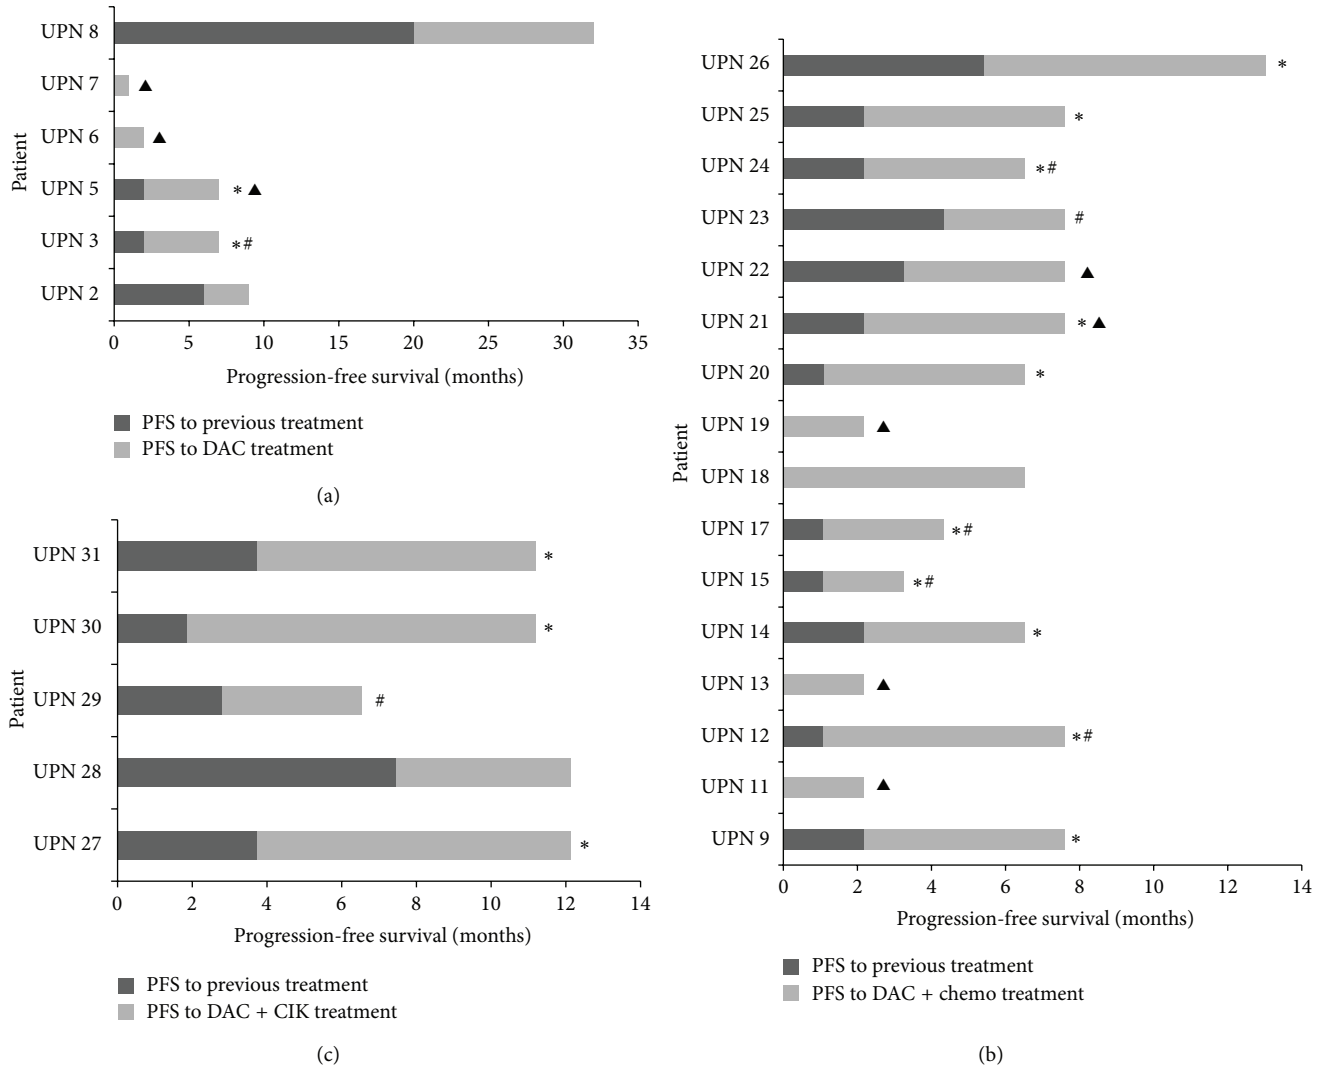 UPN 8
UPN 7 ▲
UPN 6 ▲
UPN 5 * ▲
UPN 3 * #
UPN 2
Patient
0 5 10 15 20 25 30 35
Progression-free survival (months)
PFS to previous treatment
PFS to DAC treatment
(a)
UPN 26 *
UPN 25 *
UPN 24 * #
UPN 23 #
UPN 22 ▲
UPN 21 * ▲
UPN 20 *
UPN 19 ▲
UPN 18
UPN 17 * #
UPN 15 * #
UPN 14 *
UPN 13 ▲
UPN 12 * #
UPN 11 ▲
UPN 9 *
Patient
0 2 4 6 8 10 12 14
Progression-free survival (months)
PFS to previous treatment
PFS to DAC + chemo treatment
(b)
UPN 31 *
UPN 30 *
UPN 29 #
UPN 28
UPN 27 *
Patient
0 2 4 6 8 10 12 14
Progression-free survival (months)
PFS to previous treatment
PFS to DAC + CIK treatment
(c)